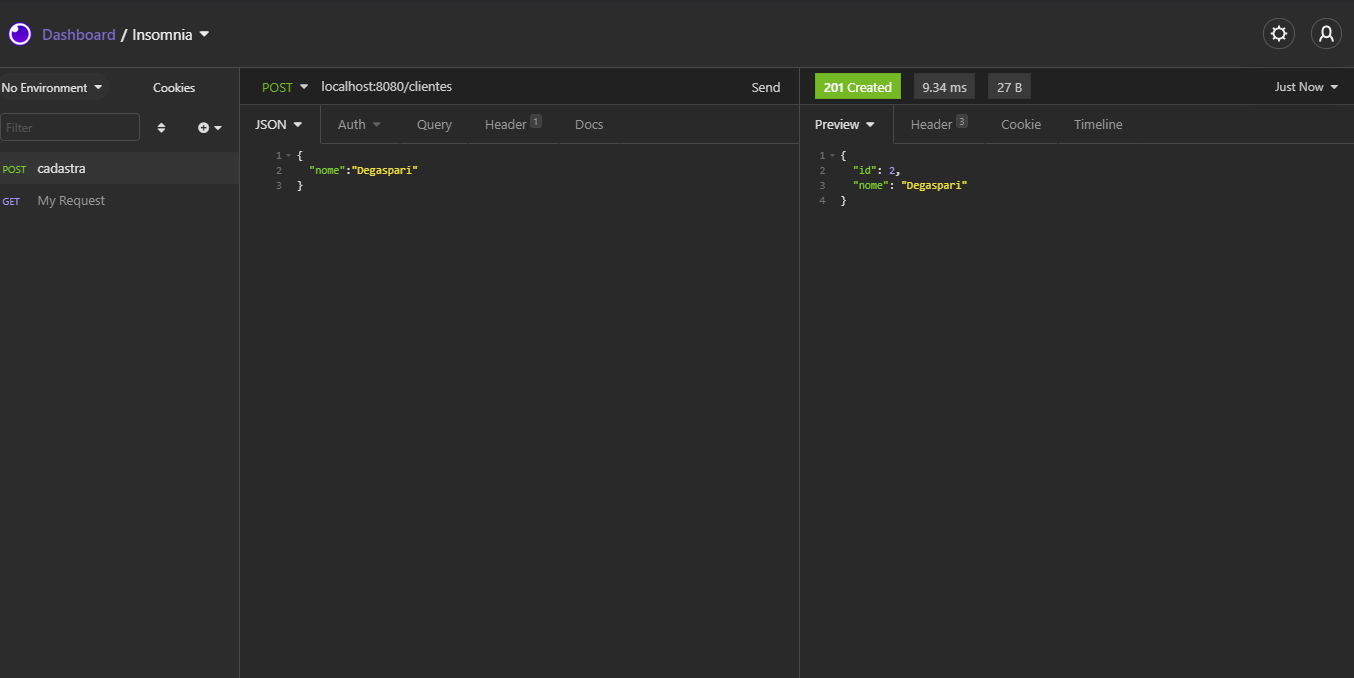 Dashboard / Insomnia
No Environment
Cookies
Filter
POST cadastra
GET My Request
POST localhost:8080/clientes Send
JSON Auth Query Header 1 Docs
1 {
2 "nome":"Degaspari"
3 }
201 Created 9.34 ms 27 B Just Now
Preview Header 3 Cookie Timeline
1 {
2 "id": 2,
3 "nome": "Degaspari"
4 }